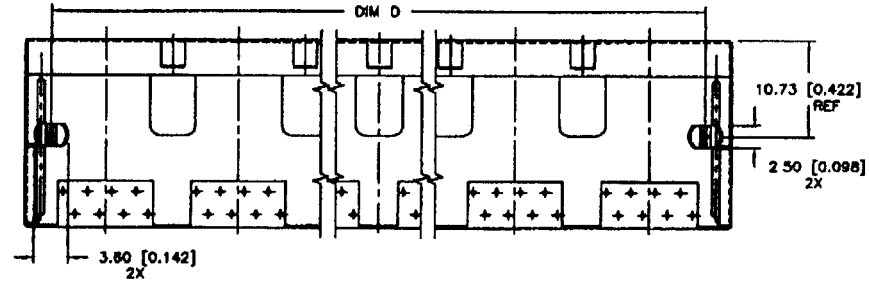 DIM D
10.73 [0.422]
REF
2 50 [0.098]
2X
3.60 [0.142]
2X